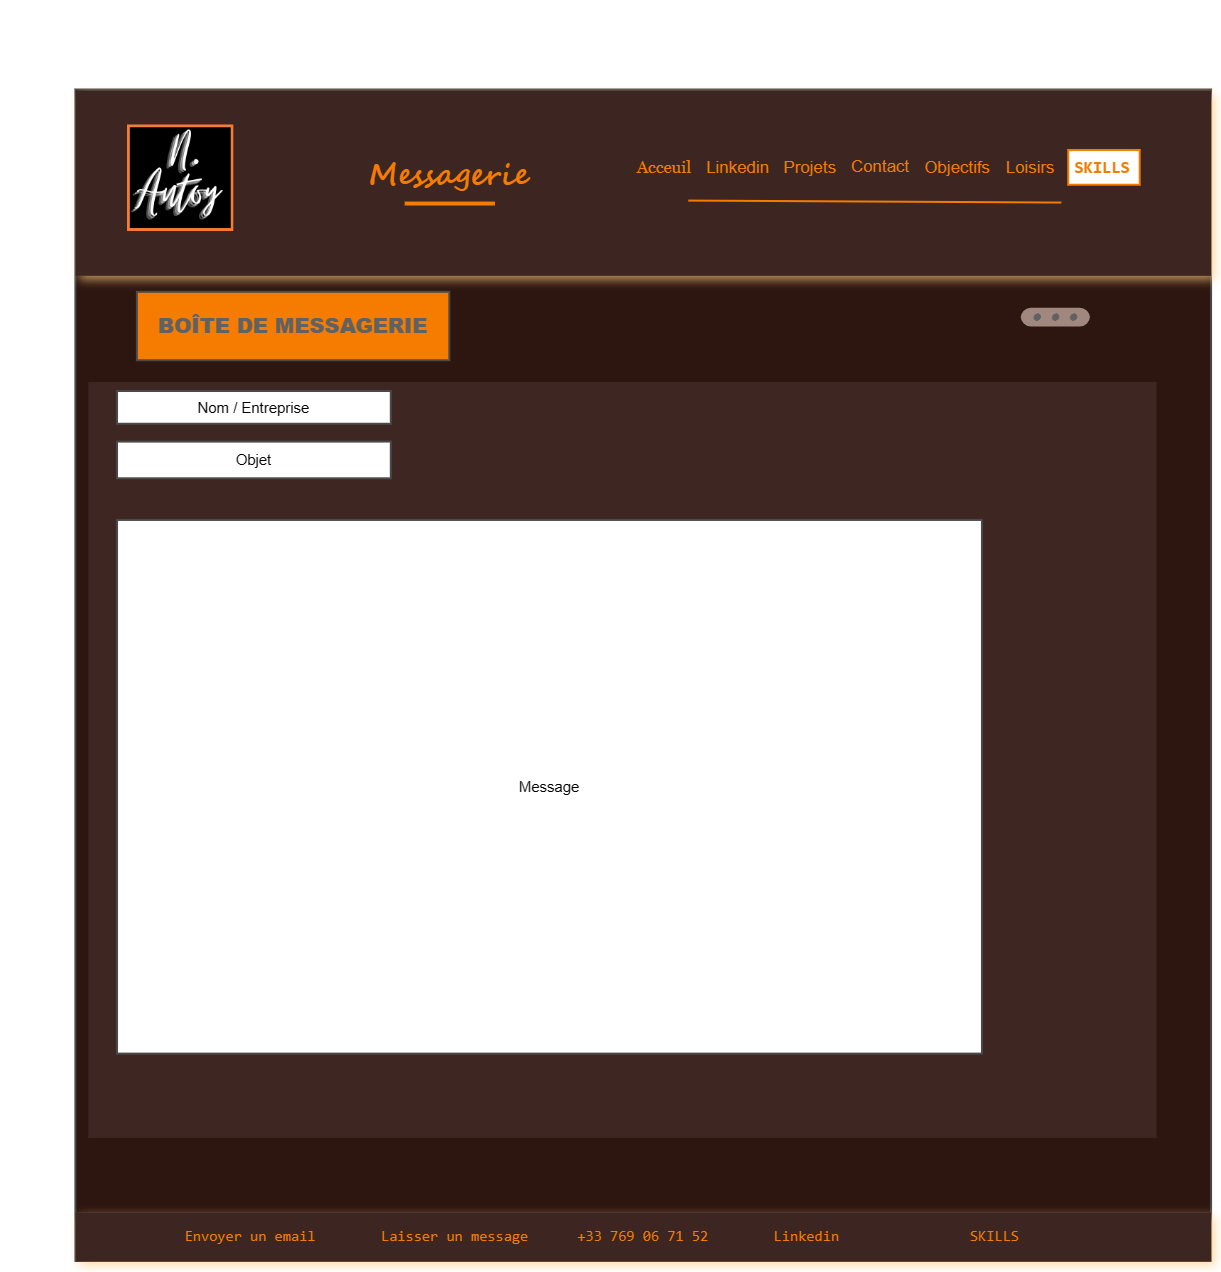 N.
Autoy
Messagerie
Acceuil Linkedin Projets Contact Objectifs Loisirs SKILLS
BOÎTE DE MESSAGERIE
Nom / Entreprise
Objet
Message
Envoyer un email Laisser un message +33 769 06 71 52 Linkedin SKILLS